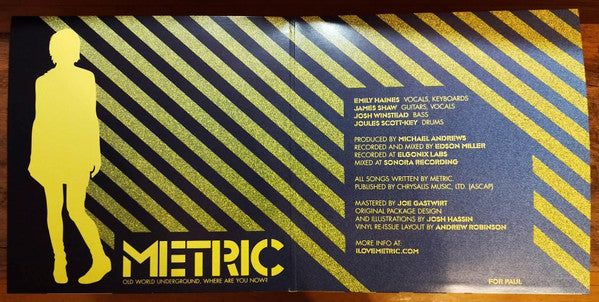 METRIC
OLD WORLD UNDERGROUND, WHERE ARE YOU NOW?
EMILY HAINES VOCALS, KEYBOARDS
JAMES SHAW GUITARS, VOCALS
JOSH WINSTEAD BASS
JOULES SCOTT-KEY DRUMS
PRODUCED BY MICHAEL ANDREWS
RECORDED AND MIXED BY EDSON MILLER
RECORDED AT ELGONIX LABS
MIXED AT SONORA RECORDING
ALL SONGS WRITTEN BY METRIC.
PUBLISHED BY CHRYSALIS MUSIC, LTD. (ASCAP)
MASTERED BY JOE GASTWIRT
ORIGINAL PACKAGE DESIGN
AND ILLUSTRATIONS BY JOSH HASSIN
VINYL RE-ISSUE LAYOUT BY ANDREW ROBINSON
MORE INFO AT:
ILOVEMETRIC.COM
FOR PAUL